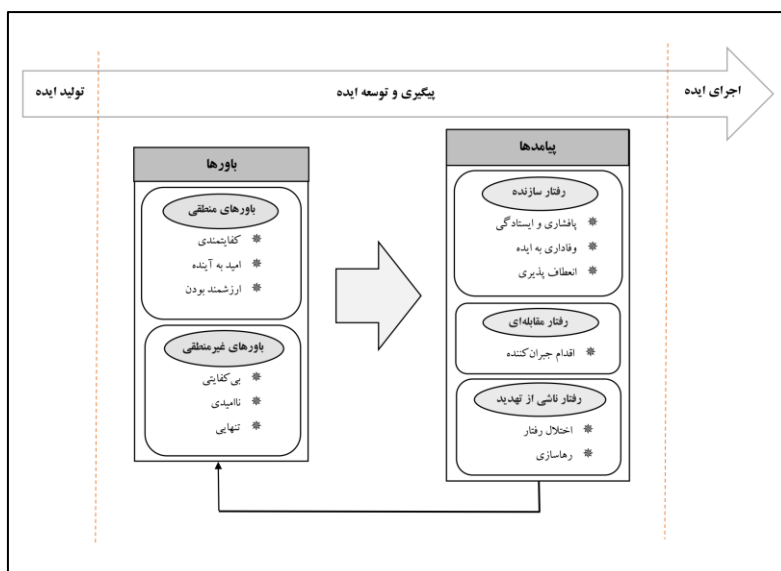 تولید ایده
پیگیری و توسعه ایده
اجرای ایده
باورها
باورهای منطقی
کفایتمندی
امید به آینده
ارزشمند بودن
باورهای غیرمنطقی
بی‌کفایتی
ناامیدی
تنهایی
پیامدها
رفتار سازنده
پافشاری و ایستادگی
وفاداری به ایده
انعطاف پذیری
رفتار مقابله‌ای
اقدام جبران‌کننده
رفتار ناشی از تهدید
اختلال رفتار
رهاسازی